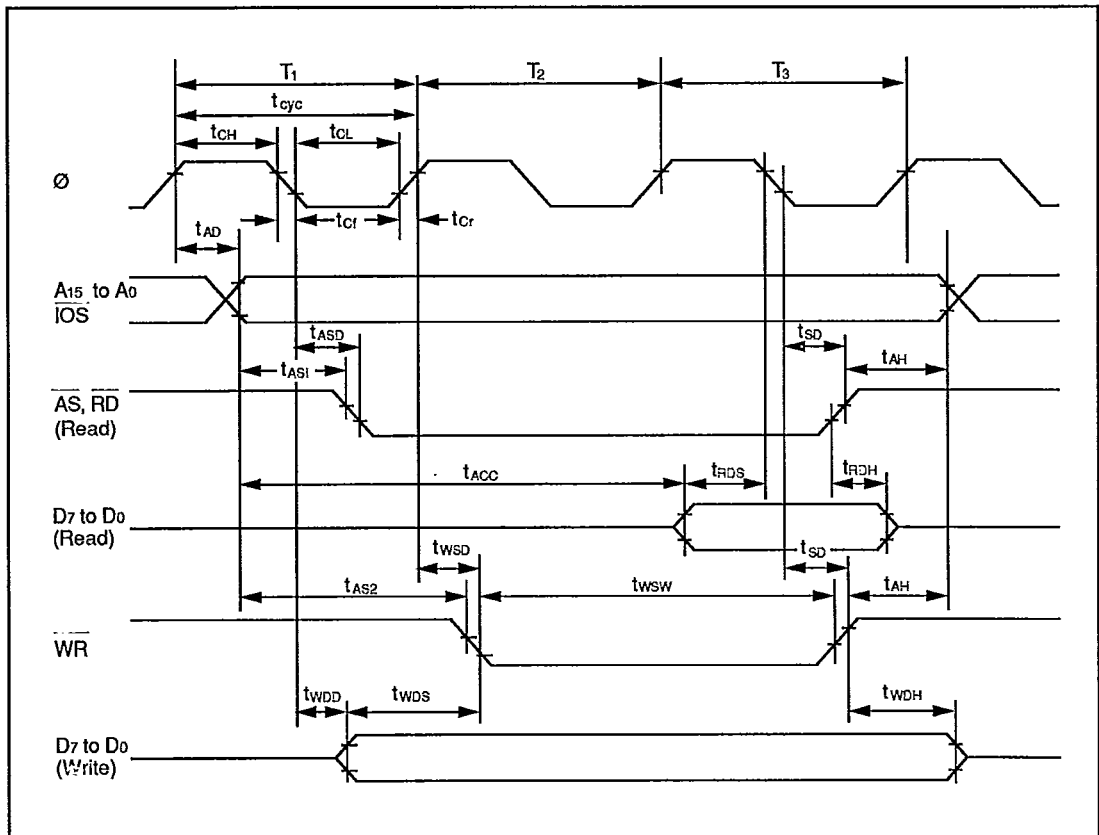 T1 T2 T3
tcyc
tCH tCL
Ø
tCf tCr
tAD
A15 to A0
IOS
tASD tSD
tASI tAH
AS, RD
(Read)
tACC tRDS tRDH
D7 to D0
(Read)
tWSD tSD
tAS2 tWSW tAH
WR
tWDD tWDS tWDH
D7 to D0
(Write)